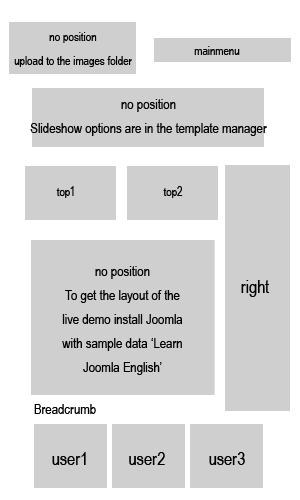 no position
upload to the images folder
mainmenu
no position
Slideshow options are in the template manager
top1
top2
right
no position
To get the layout of the
live demo install Joomla
with sample data ‘Learn
Joomla English’
Breadcrumb
user1
user2
user3